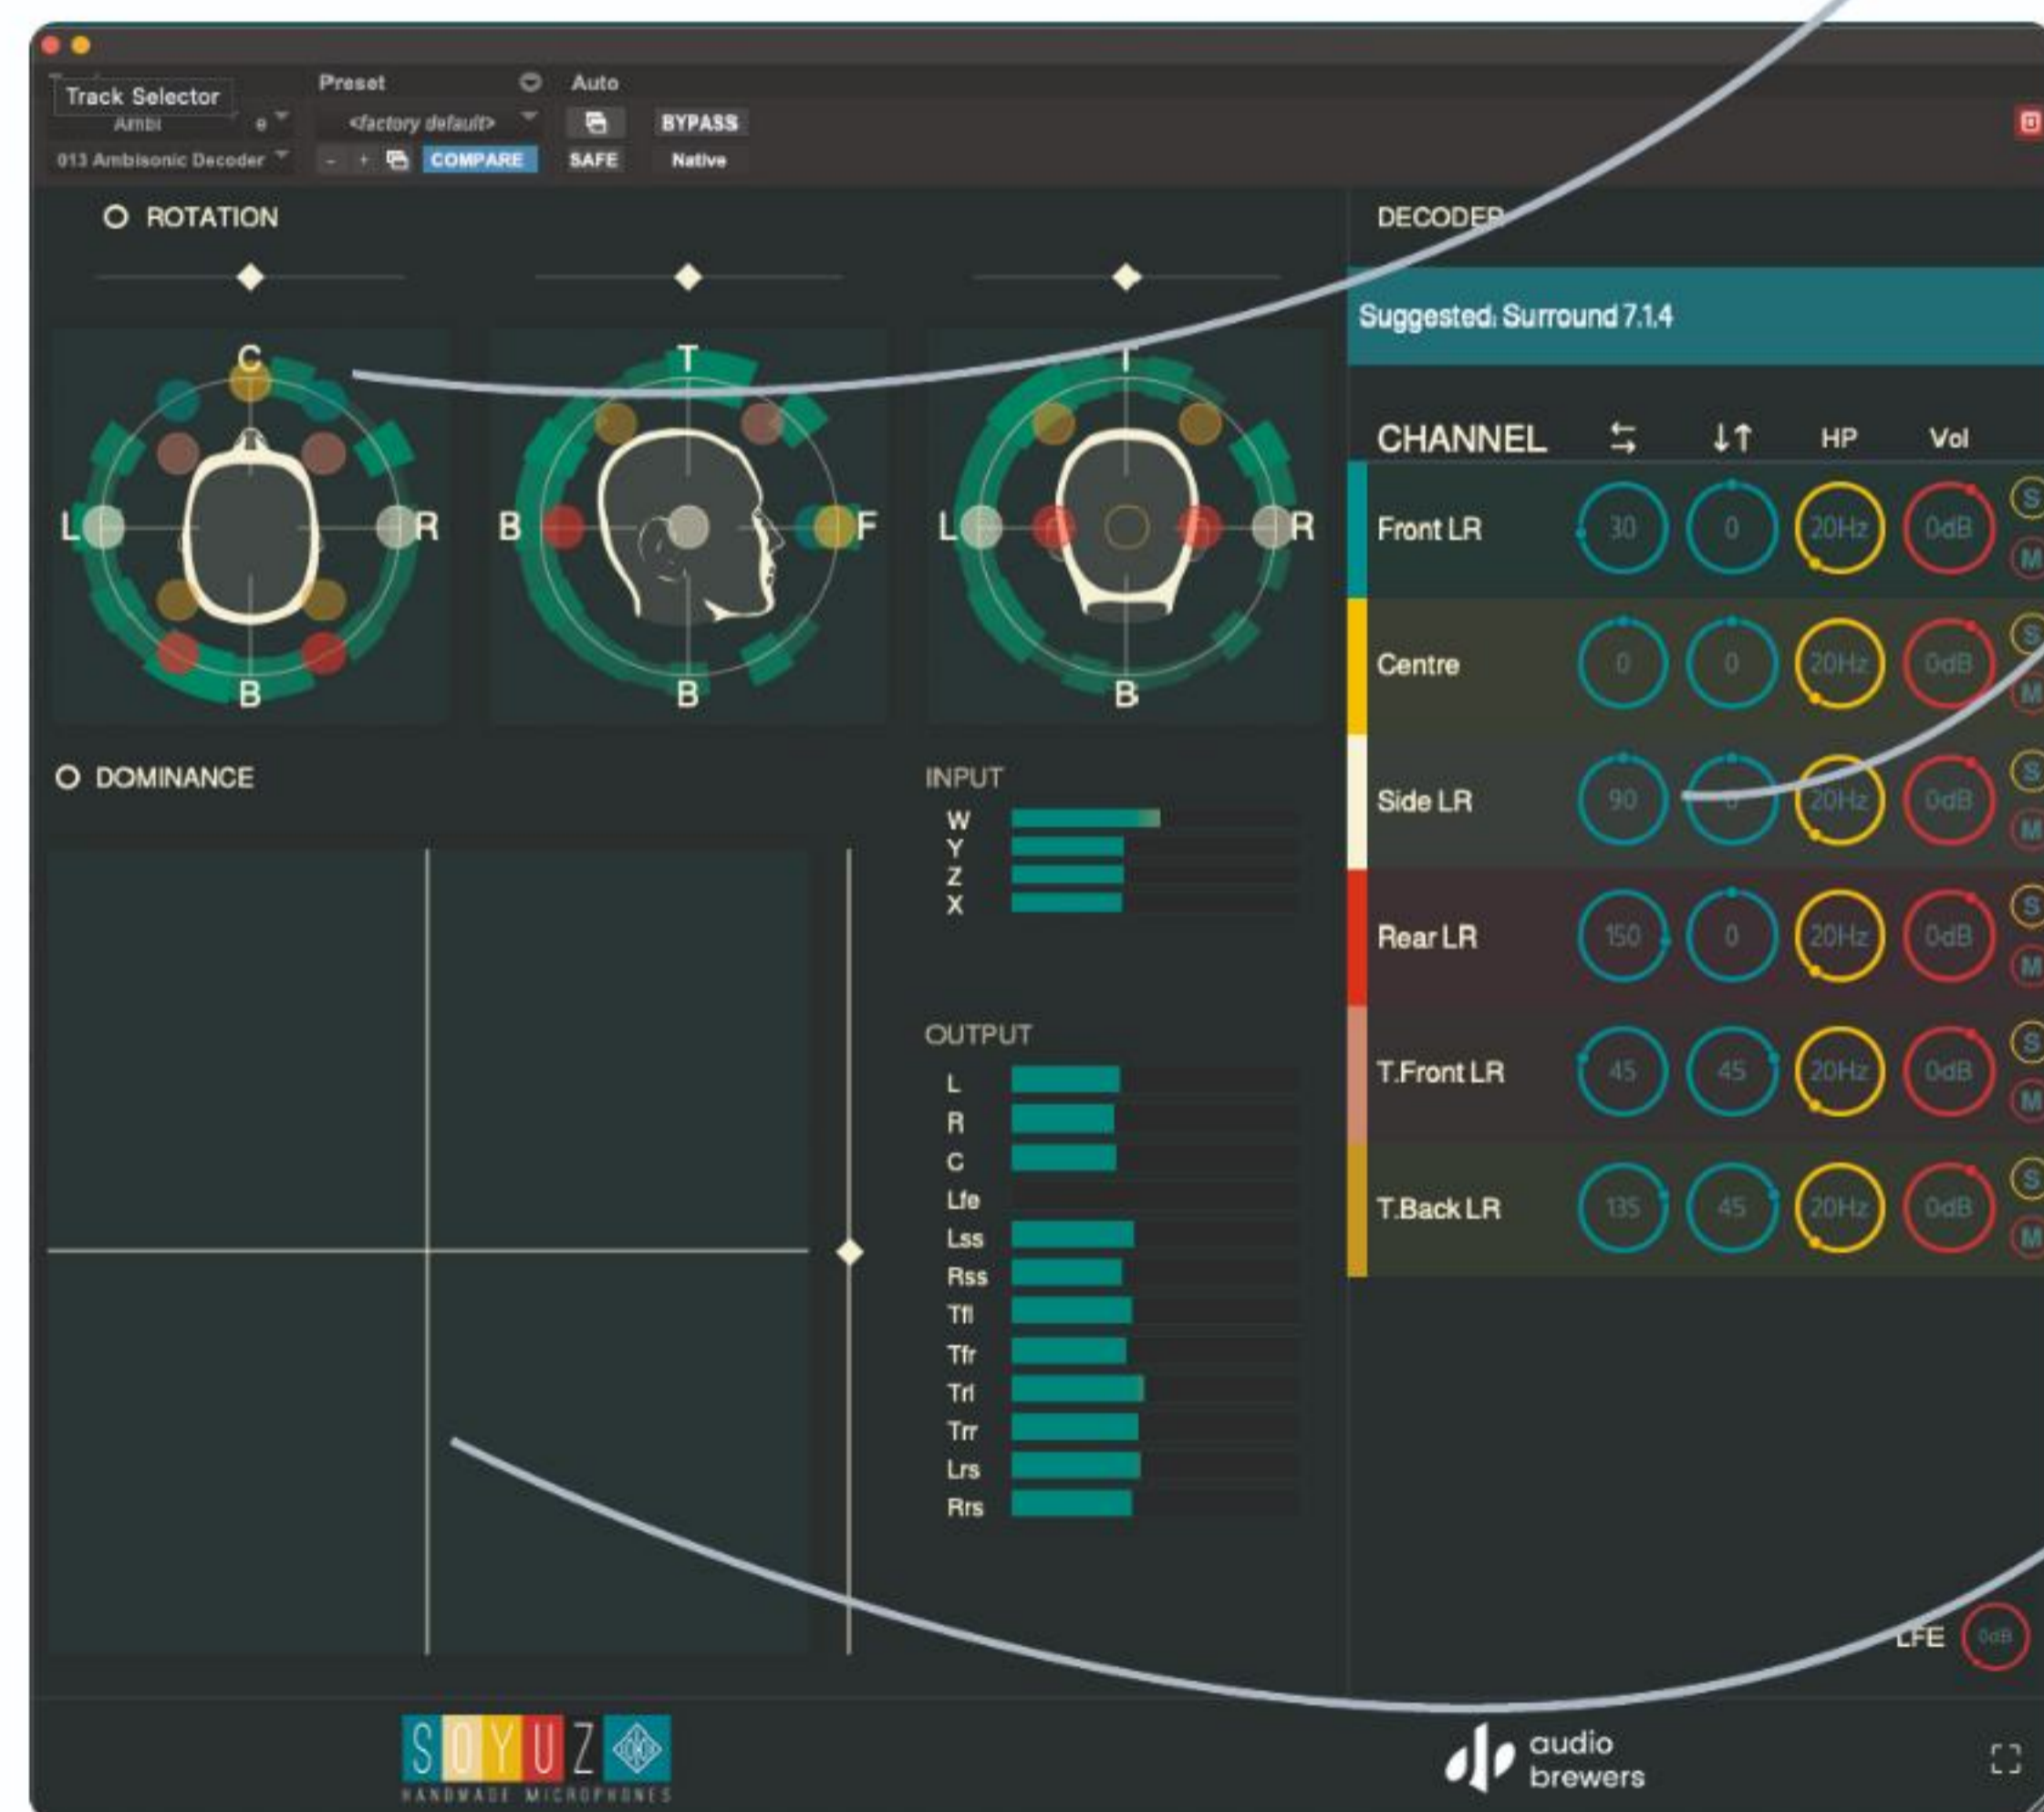 Track Selector
Preset
Auto
Ambi
e
<factory default>
BYPASS
013 Ambisonic Decoder
- +
COMPARE
SAFE
Native
ROTATION
C
L
R
B
T
B
F
B
T
L
R
B
DOMINANCE
INPUT
W
Y
Z
X
OUTPUT
L
R
C
Lfe
Lss
Rss
Tfl
Tfr
Trl
Trr
Lrs
Rrs
DECODER
Suggested: Surround 7.1.4
CHANNEL HP Vol
Front LR 30 0 20Hz 0dB S M
Centre 0 0 20Hz 0dB S M
Side LR 90 0 20Hz 0dB S M
Rear LR 150 0 20Hz 0dB S M
T.Front LR 45 45 20Hz 0dB S M
T.Back LR 135 45 20Hz 0dB S M
LFE 0dB
SOYUZ
HANDMADE MICROPHONES
audio
brewers